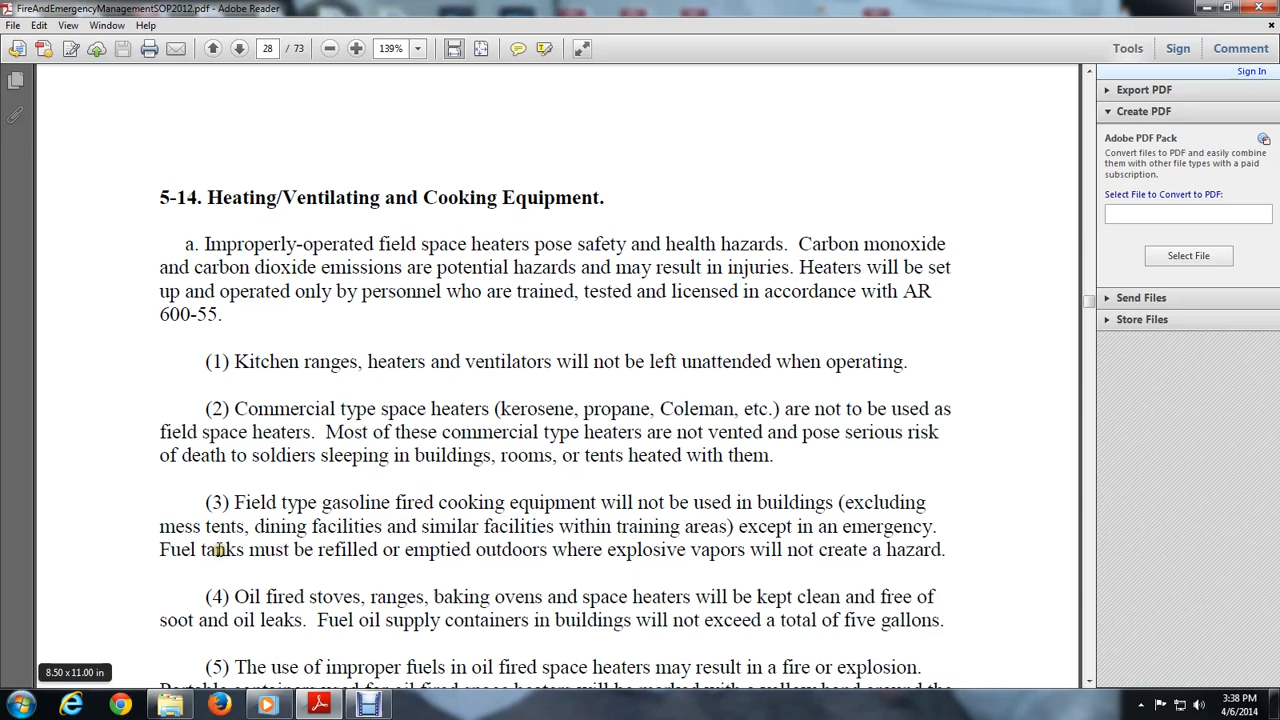 FireAndEmergencyManagementSOP2012.pdf - Adobe Reader
File Edit View Window Help
28 / 73 139% Tools Sign Comment
Sign In
Export PDF
Create PDF
Adobe PDF Pack
Convert files to PDF and easily combine
them with other file types with a paid
subscription.
Select File to Convert to PDF:
Select File
Send Files
Store Files
5-14. Heating/Ventilating and Cooking Equipment.
a. Improperly-operated field space heaters pose safety and health hazards. Carbon monoxide
and carbon dioxide emissions are potential hazards and may result in injuries. Heaters will be set
up and operated only by personnel who are trained, tested and licensed in accordance with AR
600-55.
(1) Kitchen ranges, heaters and ventilators will not be left unattended when operating.
(2) Commercial type space heaters (kerosene, propane, Coleman, etc.) are not to be used as
field space heaters. Most of these commercial type heaters are not vented and pose serious risk
of death to soldiers sleeping in buildings, rooms, or tents heated with them.
(3) Field type gasoline fired cooking equipment will not be used in buildings (excluding
mess tents, dining facilities and similar facilities within training areas) except in an emergency.
Fuel tanks must be refilled or emptied outdoors where explosive vapors will not create a hazard.
(4) Oil fired stoves, ranges, baking ovens and space heaters will be kept clean and free of
soot and oil leaks. Fuel oil supply containers in buildings will not exceed a total of five gallons.
(5) The use of improper fuels in oil fired space heaters may result in a fire or explosion.
8.50 x 11.00 in
3:38 PM
4/6/2014